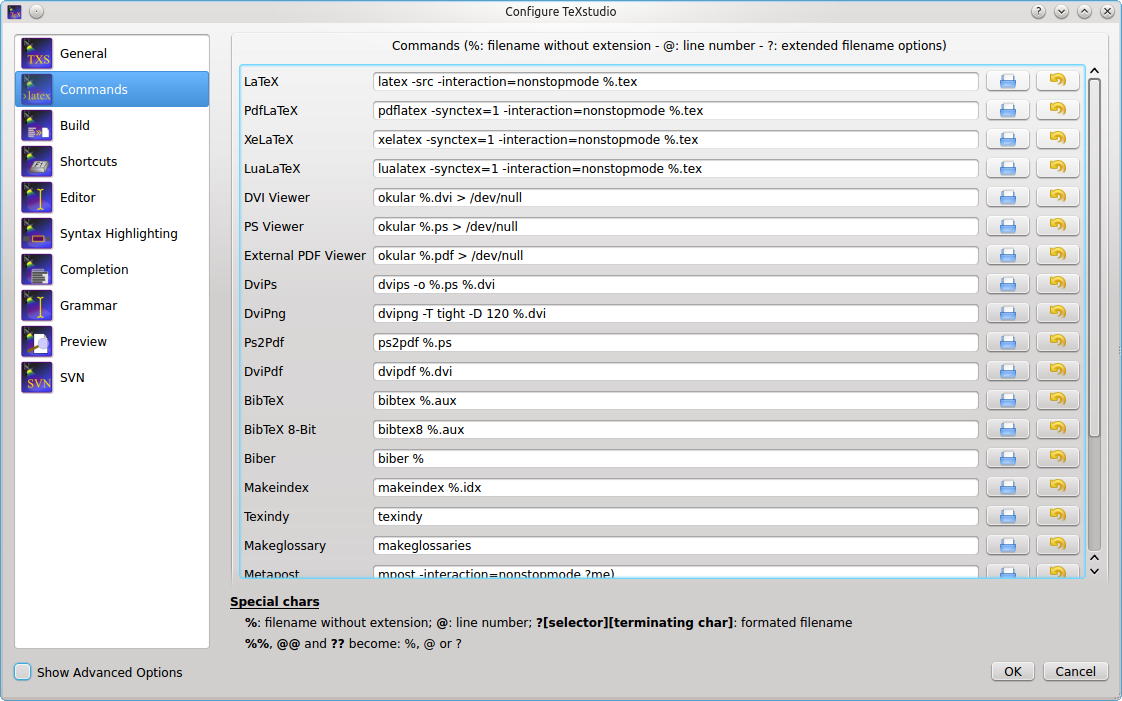 Configure TeXstudio
TXS General
>latex Commands
Build
Shortcuts
Editor
Syntax Highlighting
Completion
Grammar
Preview
SVN SVN
Show Advanced Options
Commands (%: filename without extension - @: line number - ?: extended filename options)
LaTeX latex -src -interaction=nonstopmode %.tex
PdfLaTeX pdflatex -synctex=1 -interaction=nonstopmode %.tex
XeLaTeX xelatex -synctex=1 -interaction=nonstopmode %.tex
LuaLaTeX lualatex -synctex=1 -interaction=nonstopmode %.tex
DVI Viewer okular %.dvi > /dev/null
PS Viewer okular %.ps > /dev/null
External PDF Viewer okular %.pdf > /dev/null
DviPs dvips -o %.ps %.dvi
DviPng dvipng -T tight -D 120 %.dvi
Ps2Pdf ps2pdf %.ps
DviPdf dvipdf %.dvi
BibTeX bibtex %.aux
BibTeX 8-Bit bibtex8 %.aux
Biber biber %
Makeindex makeindex %.idx
Texindy texindy
Makeglossary makeglossaries
Metapost mpost -interaction=nonstopmode ?me)
Special chars
%: filename without extension; @: line number; ?[selector][terminating char]: formated filename
%%, @@ and ?? become: %, @ or ?
OK Cancel